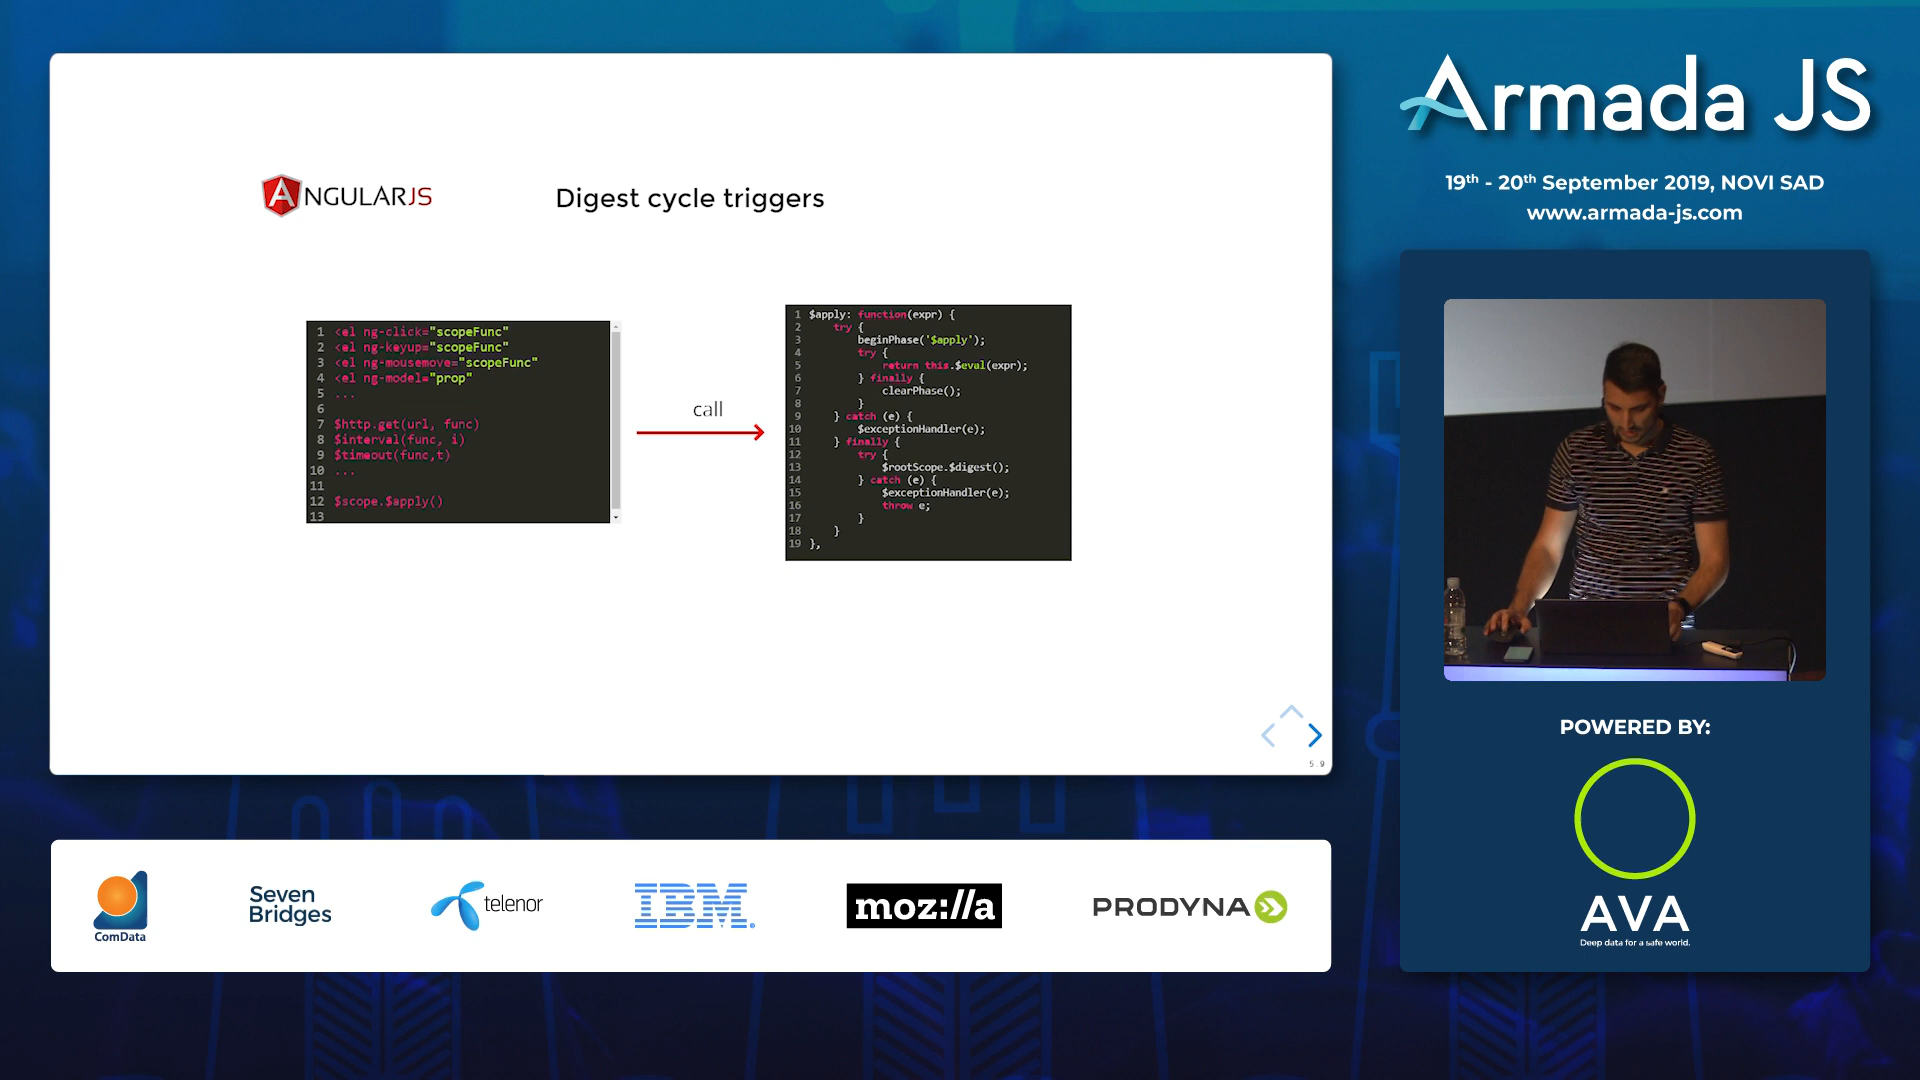 ANGULARJS
Digest cycle triggers
1 <el ng-click="scopeFunc"
2 <el ng-keyup="scopeFunc"
3 <el ng-mousemove="scopeFunc"
4 <el ng-model="prop"
5 ...
6
7 $http.get(url, func)
8 $interval(func, i)
9 $timeout(func,t)
10 ...
11
12 $scope.$apply()
13
call
1 $apply: function(expr) {
2 try {
3 beginPhase('$apply');
4 try {
5 return this.$eval(expr);
6 } finally {
7 clearPhase();
8 }
9 } catch (e) {
10 $exceptionHandler(e);
11 } finally {
12 try {
13 $rootScope.$digest();
14 } catch (e) {
15 $exceptionHandler(e);
16 throw e;
17 }
18 }
19 },
5.9
Armada JS
19th - 20th September 2019, NOVI SAD
www.armada-js.com
POWERED BY:
AVA
Deep data for a safe world.
ComData
Seven
Bridges
telenor
IBM®
moz://a
PRODYNA